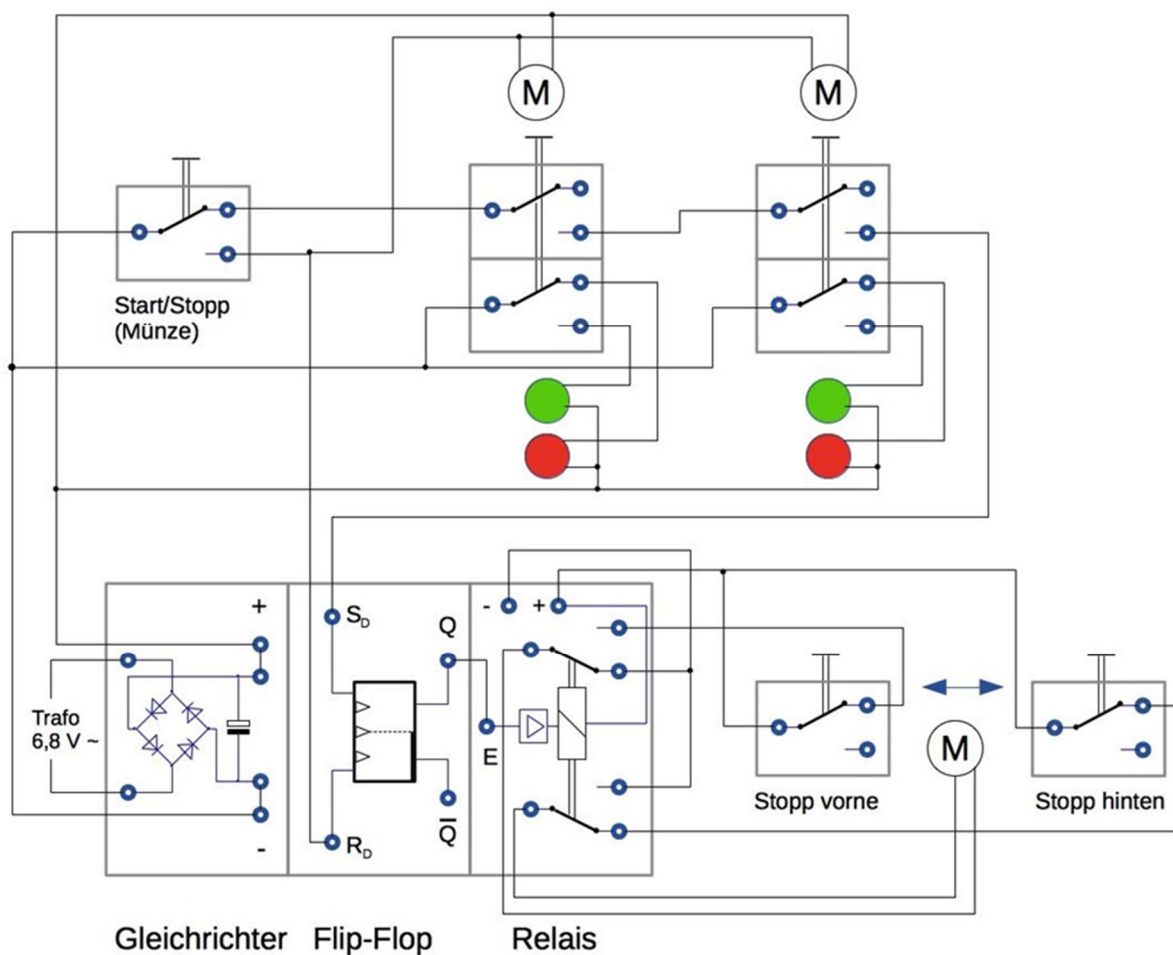 M
M
Start/Stopp
(Münze)
+
-
Trafo
6,8 V ~
S_D
R_D
Q
Q̅
E
-
+
M
Stopp vorne
Stopp hinten
Gleichrichter
Flip-Flop
Relais